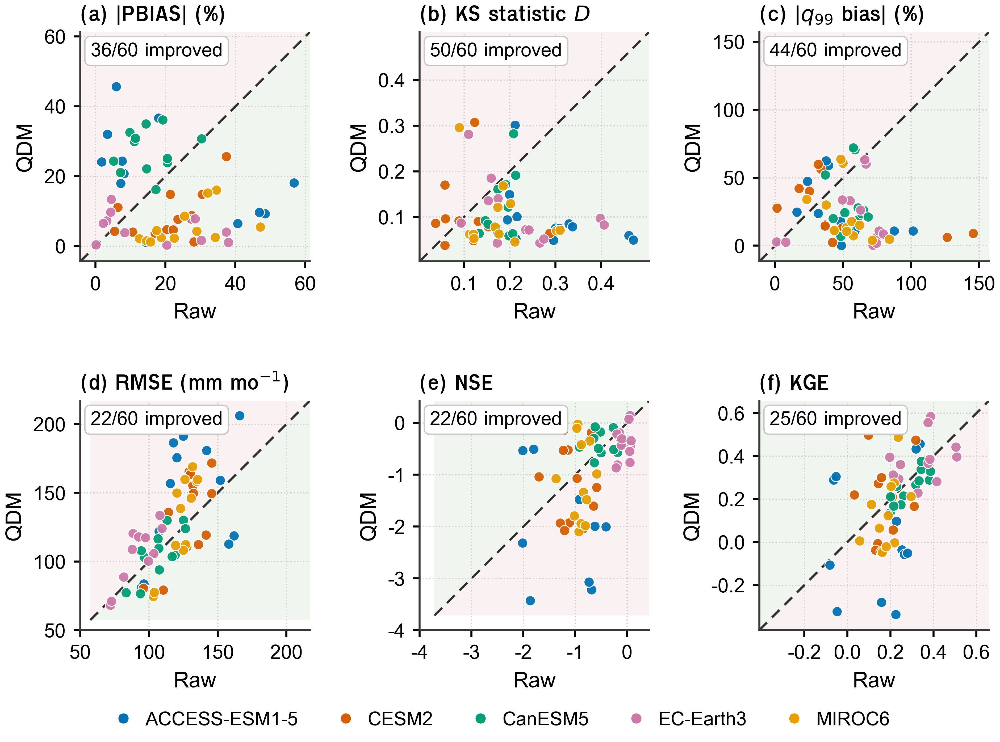 (a) |PBIAS| (%)
36/60 improved
60
40
20
0
QDM
0 20 40 60
Raw
(b) KS statistic D
50/60 improved
0.4
0.3
0.2
0.1
QDM
0.1 0.2 0.3 0.4
Raw
(c) |q₉₉ bias| (%)
44/60 improved
150
100
50
0
QDM
0 50 100 150
Raw
(d) RMSE (mm mo⁻¹)
22/60 improved
200
150
100
50
QDM
50 100 150 200
Raw
(e) NSE
22/60 improved
0
-1
-2
-3
-4
QDM
-4 -3 -2 -1 0
Raw
(f) KGE
25/60 improved
0.6
0.4
0.2
0.0
-0.2
QDM
-0.2 0.0 0.2 0.4 0.6
Raw
ACCESS-ESM1-5 CESM2 CanESM5 EC-Earth3 MIROC6